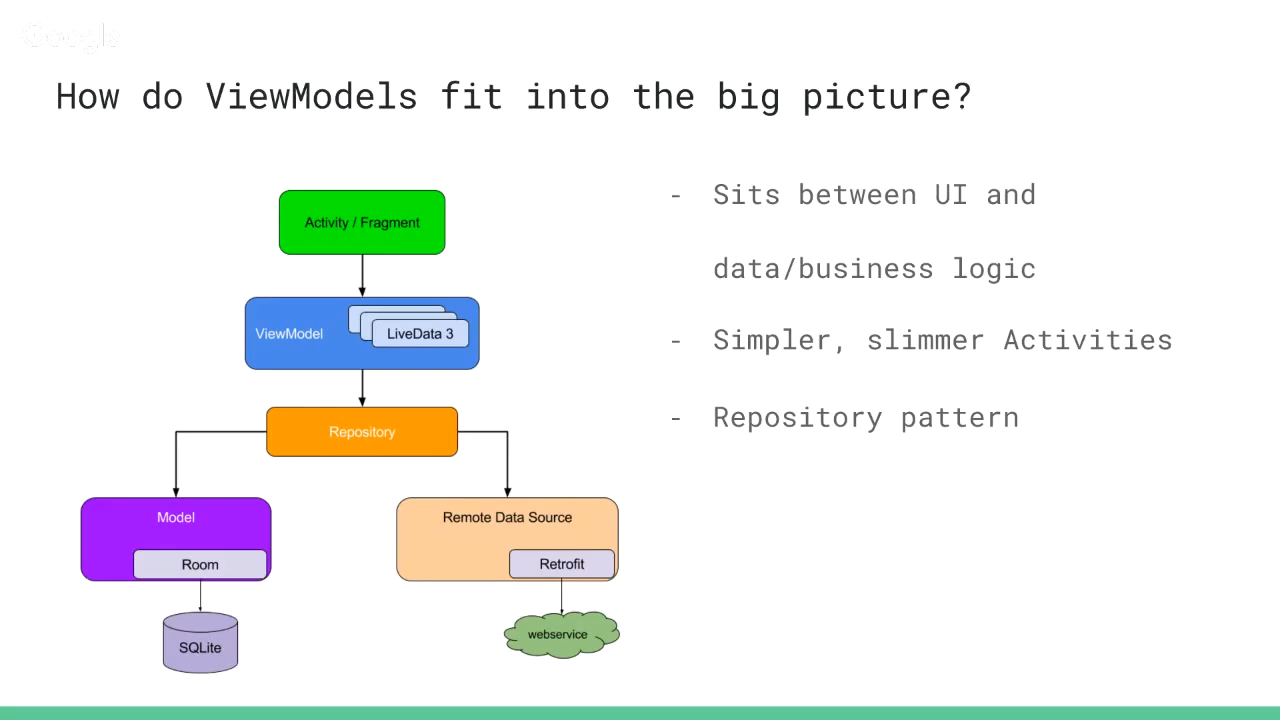 Google
How do ViewModels fit into the big picture?
Activity / Fragment
ViewModel
LiveData 3
Repository
Model
Room
SQLite
Remote Data Source
Retrofit
webservice
- Sits between UI and
data/business logic
- Simpler, slimmer Activities
- Repository pattern